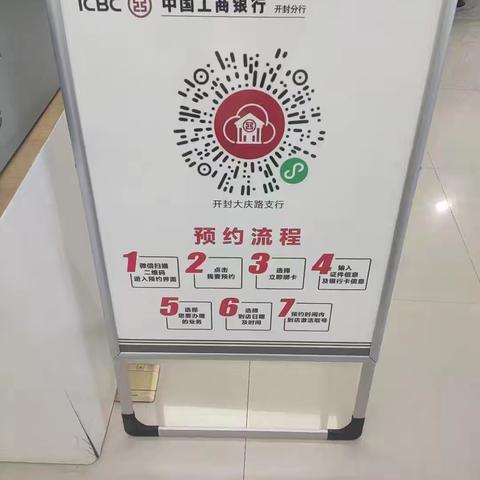 ICBC 中国工商银行 开封分行
开封大庆路支行
预约流程
1 微信扫描
二维码
进入预约界面
2 点击
我要预约
3 选择
立即绑卡
4 输入
证件信息
及银行卡信息
5 选择
您要办理
的业务
6 选择
到店日期
及时间
7 预约时间内
到店激活取号